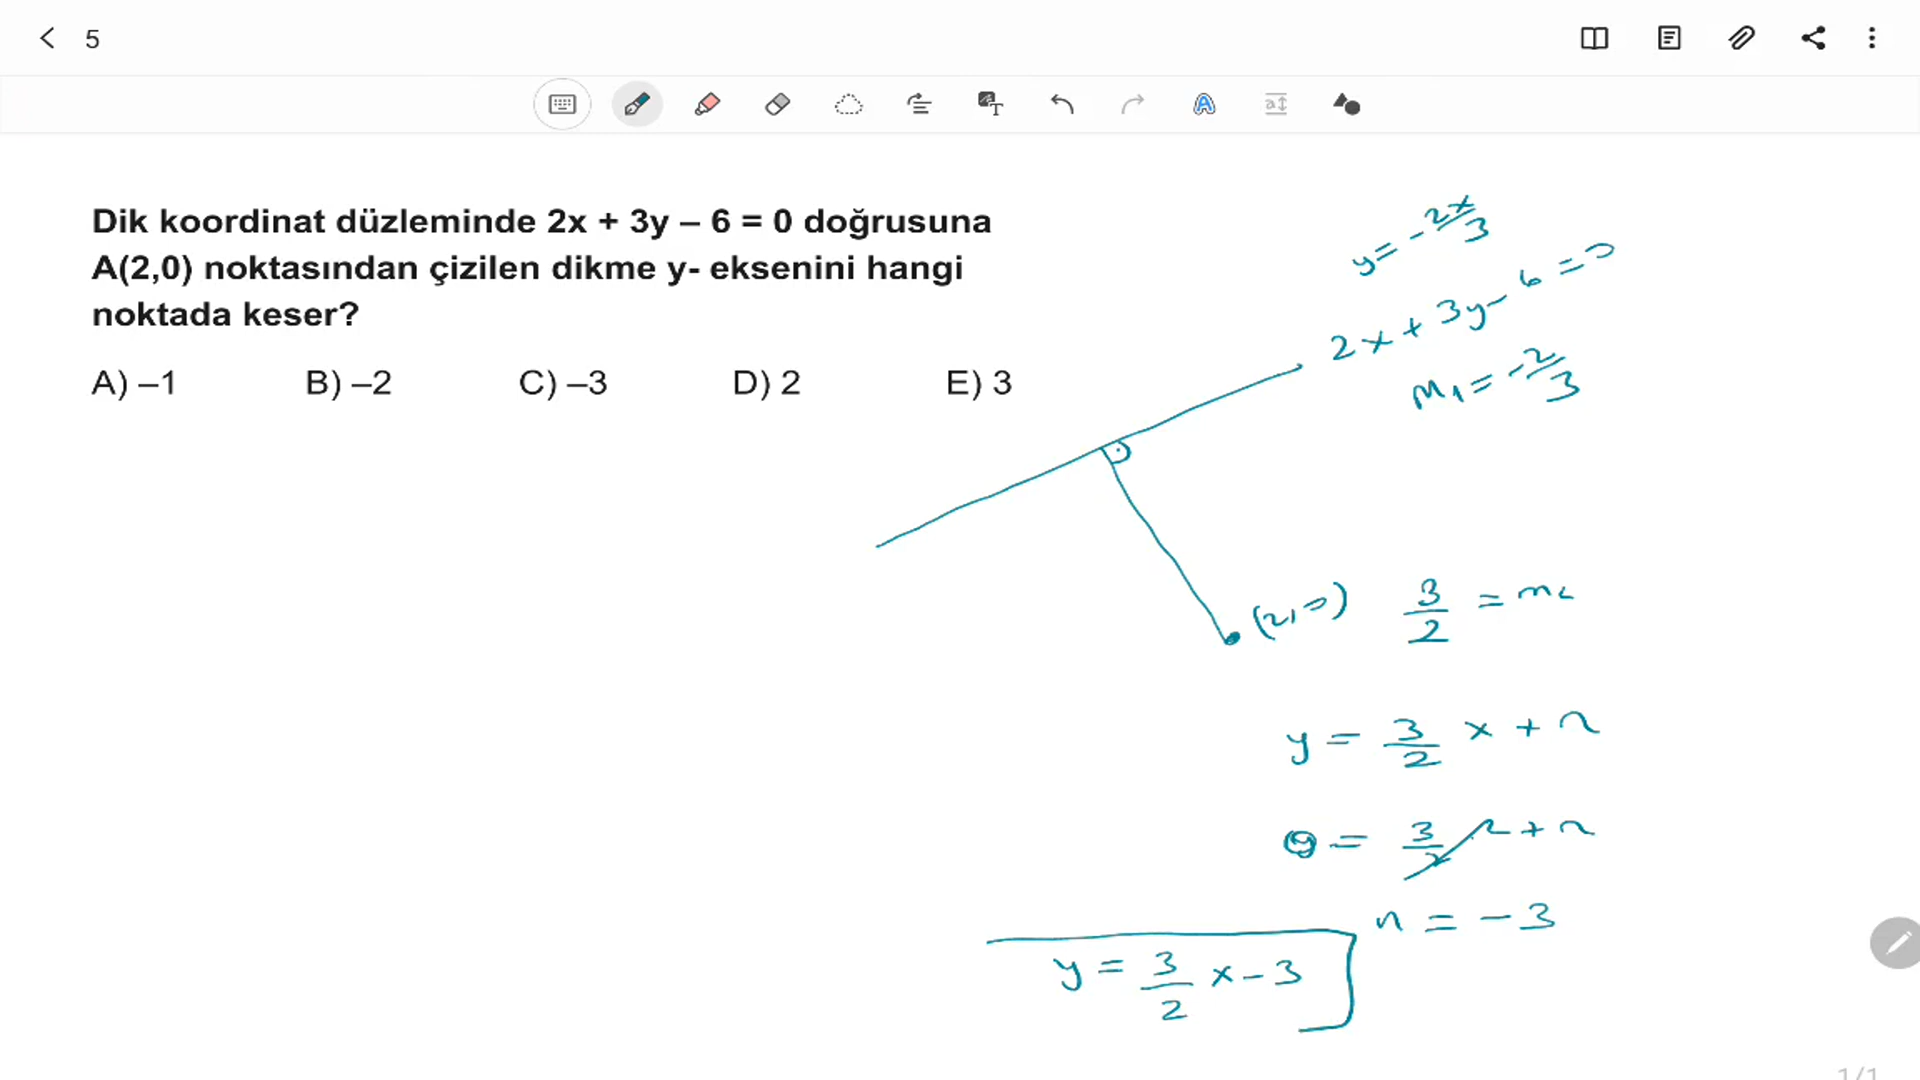 5
Dik koordinat düzleminde 2x + 3y – 6 = 0 doğrusuna
A(2,0) noktasından çizilen dikme y- eksenini hangi
noktada keser?
A) –1 B) –2 C) –3 D) 2 E) 3
y = -2x/3
2x + 3y - 6 = 0
m1 = -2/3
(2,0) 3/2 = m2
y = 3/2 x + n
0 = 3/2 2 + n
n = -3
y = 3/2 x - 3
1/1